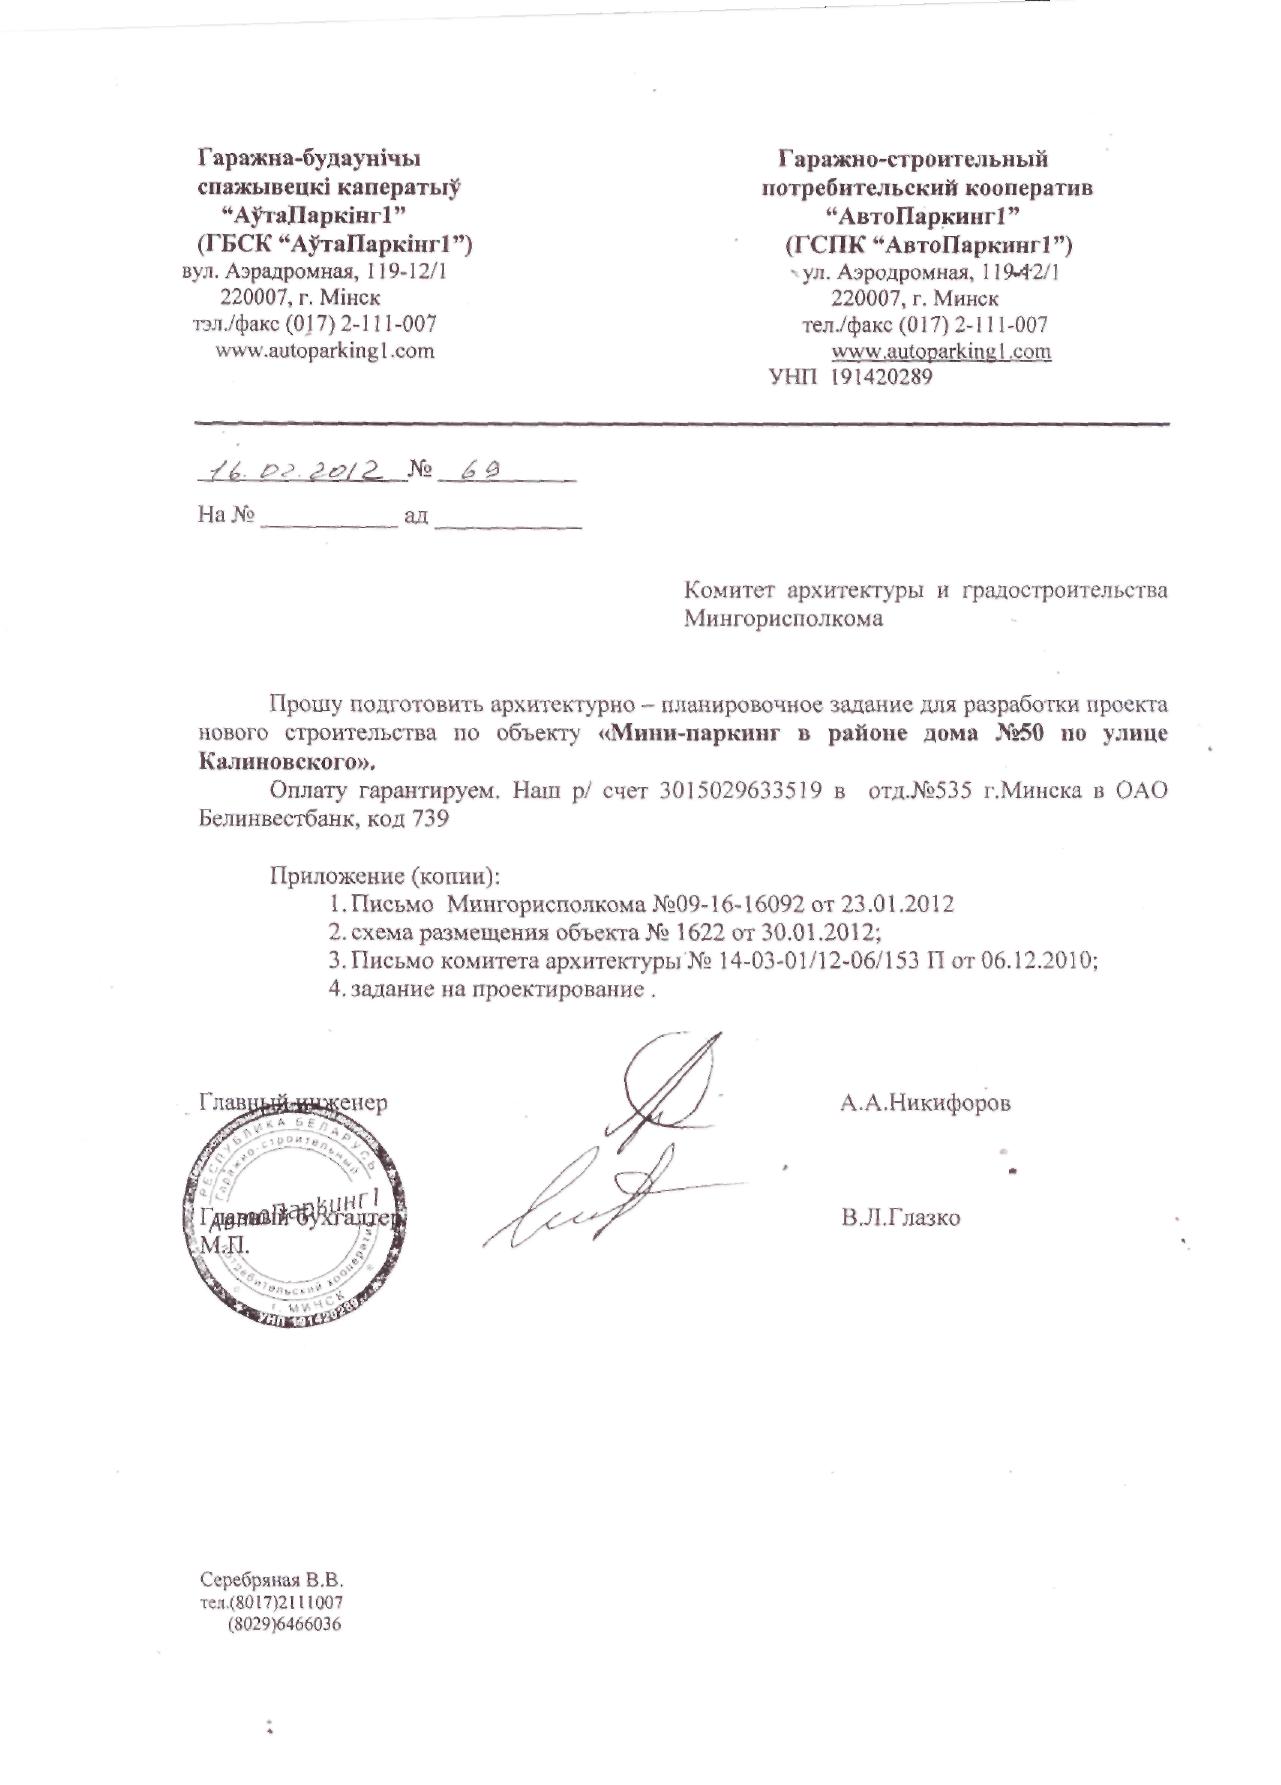 Гаражна-будаунічы
спажывецкі каператыў
“АўтаПаркінг1”
(ГБСК “АўтаПаркінг1”)
вул. Аэрадромная, 119-12/1
220007, г. Мінск
тэл./факс (017) 2-111-007
www.autoparking1.com
Гаражно-строительный
потребительский кооператив
“АвтоПаркинг1”
(ГСПК “АвтоПаркинг1”)
ул. Аэродромная, 119-12/1
220007, г. Минск
тел./факс (017) 2-111-007
www.autoparking1.com
УНП 191420289
16.02.2012 № 69
На № ____________ ад ____________
Комитет архитектуры и градостроительства
Мингорисполкома
Прошу подготовить архитектурно – планировочное задание для разработки проекта
нового строительства по объекту «Мини-паркинг в районе дома №50 по улице
Калиновского».
Оплату гарантируем. Наш р/ счет 3015029633519 в отд.№535 г.Минска в ОАО
Белинвестбанк, код 739
Приложение (копии):
1. Письмо Мингорисполкома №09-16-16092 от 23.01.2012
2. схема размещения объекта № 1622 от 30.01.2012;
3. Письмо комитета архитектуры № 14-03-01/12-06/153 П от 06.12.2010;
4. задание на проектирование .
Главный инженер А.А.Никифоров
Главный бухгалтер В.Л.Глазко
М.П.
РЕСПУБЛИКА БЕЛАРУСЬ
Гаражно-строительный
АвтоПаркинг1
потребительский кооператив
г. МИНСК
УНП 191420289
Серебряная В.В.
тел.(8017)2111007
(8029)6466036